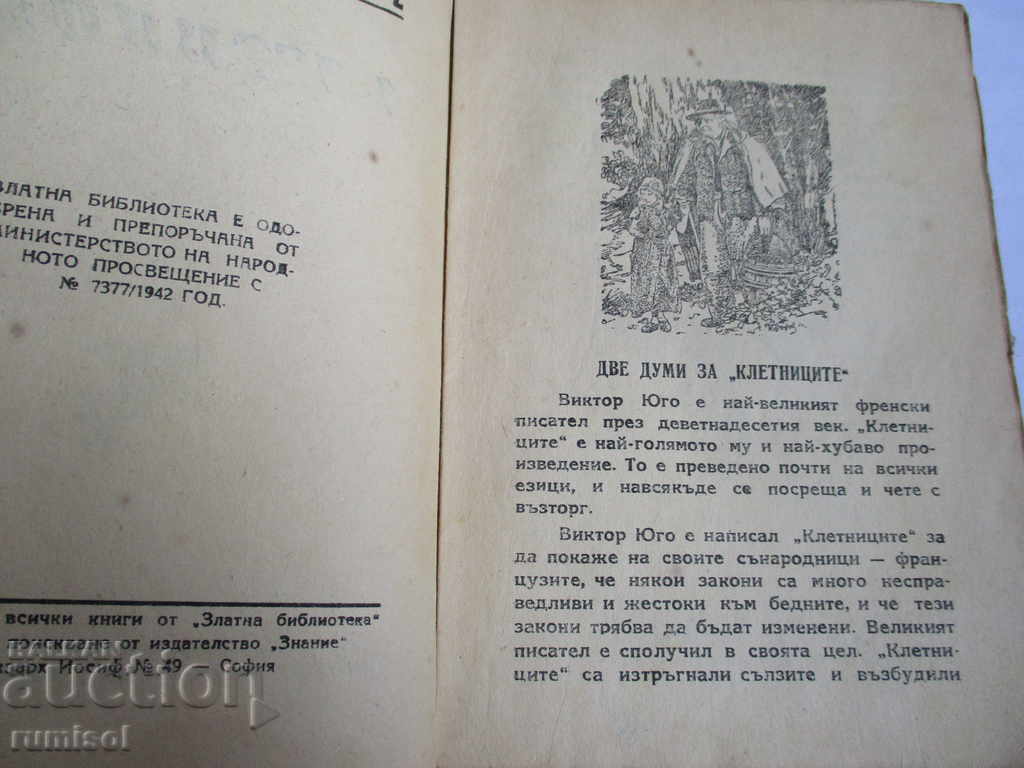 ЗЛАТНА БИБЛИОТЕКА Е ОДО-
БРЕНА И ПРЕПОРЪЧАНА ОТ
МИНИСТЕРСТВОТО НА НАРОД-
НОТО ПРОСВЕЩЕНИЕ С
№ 7377/1942 ГОД.
всички книги от „Златна библиотека“
от издателство „Знание“
Иосиф, № 49 София
ДВЕ ДУМИ ЗА „КЛЕТНИЦИТЕ“
Виктор Юго е най-великият френски
писател през деветнадесетия век. „Клетни-
ците“ е най-голямото му и най-хубаво про-
изведение. То е преведено почти на всички
езици, и навсякъде се посреща и чете с
възторг.
Виктор Юго е написал „Клетниците“ за
да покаже на своите сънародници — фран-
цузите, че някои закони са много несправ-
едливи и жестоки към бедните, и че тези
закони трябва да бъдат изменени. Великият
писател е сполучил в своята цел. „Клетни-
ците“ са изтръгнали сълзите и възбудили
auction
rumisol